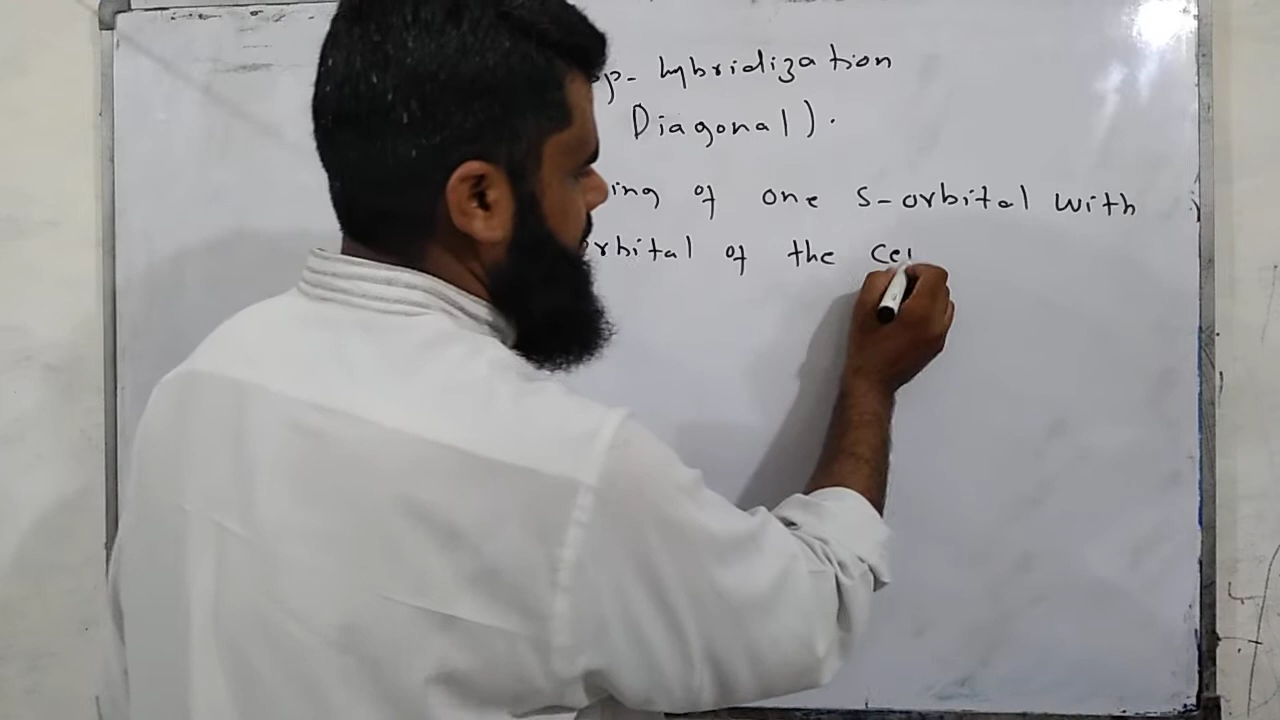 p- hybridization
Diagonal).
ing of one s-orbital with
rbital of the ce